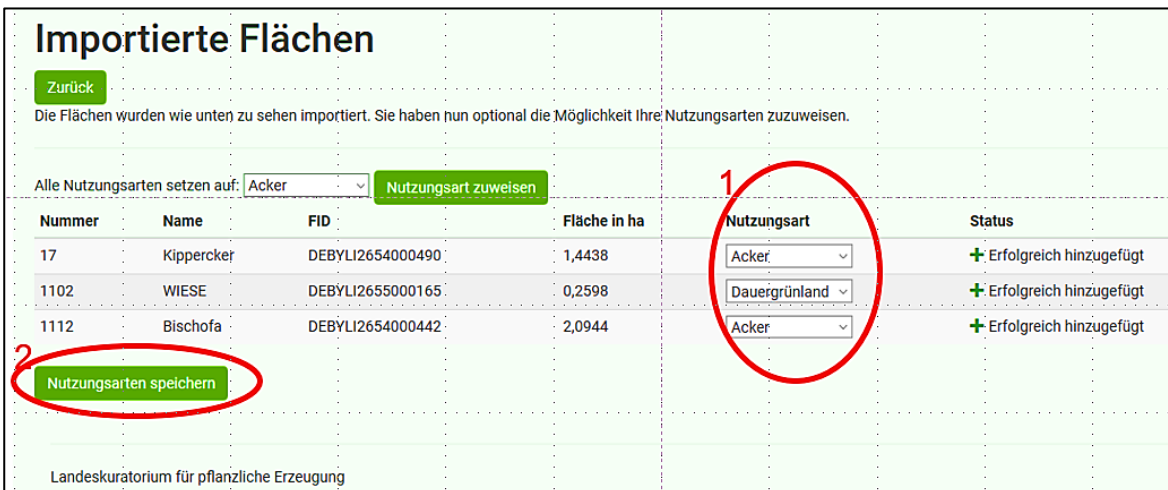 Importierte Flächen
Zurück
Die Flächen wurden wie unten zu sehen importiert. Sie haben nun optional die Möglichkeit Ihre Nutzungsarten zuzuweisen.
Alle Nutzungsarten setzen auf: Acker Nutzungsart zuweisen
1
Nummer Name FID Fläche in ha Nutzungsart Status
17 Kippercker DEBYLI2654000490 1,4438 Acker Erfolgreich hinzugefügt
1102 WIESE DEBYLI2655000165 0,2598 Dauergrünland Erfolgreich hinzugefügt
1112 Bischofa DEBYLI2654000442 2,0944 Acker Erfolgreich hinzugefügt
2
Nutzungsarten speichern
Landeskuratorium für pflanzliche Erzeugung